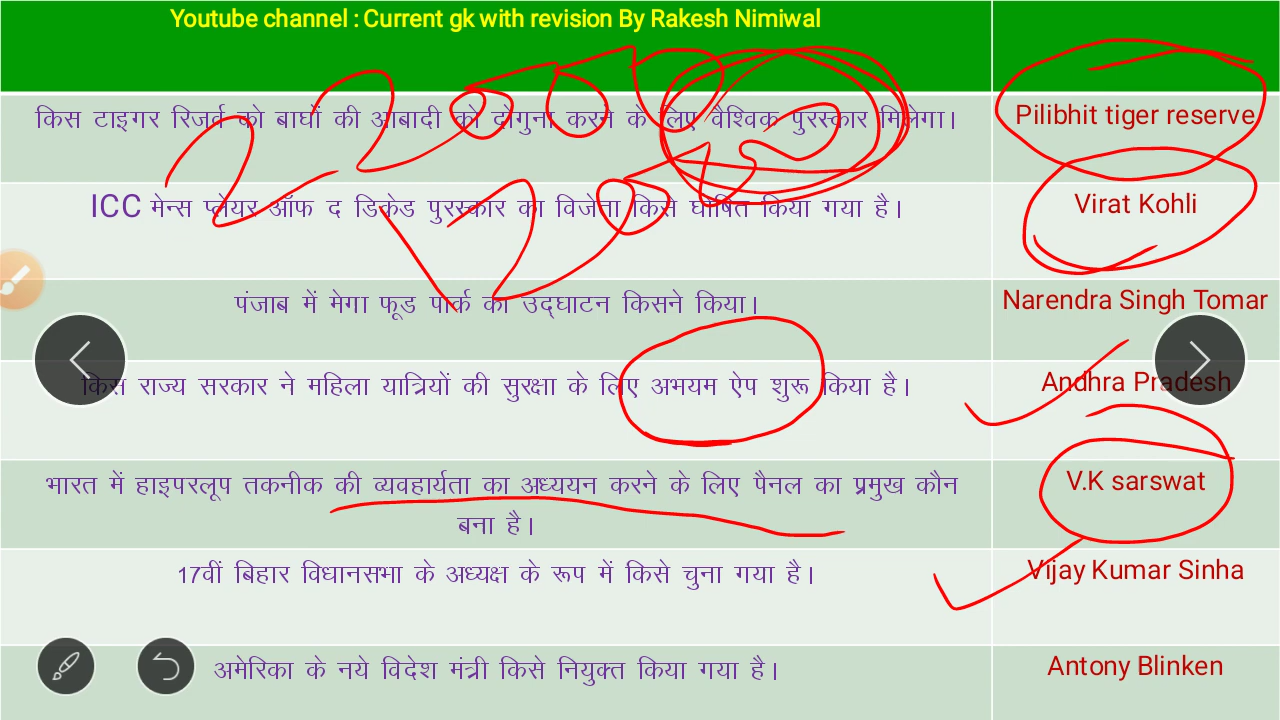 Youtube channel : Current gk with revision By Rakesh Nimiwal
किस टाइगर रिजर्व को बाघों की आबादी को दोगुना करने के लिए वैश्विक पुरस्कार मिलेगा।
Pilibhit tiger reserve
ICC मेन्स प्लेयर ऑफ द डिकेड पुरस्कार का विजेता किसे घोषित किया गया है।
Virat Kohli
पंजाब में मेगा फूड पार्क का उद्घाटन किसने किया।
Narendra Singh Tomar
किस राज्य सरकार ने महिला यात्रियों की सुरक्षा के लिए अभयम ऐप शुरू किया है।
Andhra Pradesh
भारत में हाइपरलूप तकनीक की व्यवहार्यता का अध्ययन करने के लिए पैनल का प्रमुख कौन
बना है।
V.K sarswat
17वीं बिहार विधानसभा के अध्यक्ष के रूप में किसे चुना गया है।
Vijay Kumar Sinha
अमेरिका के नये विदेश मंत्री किसे नियुक्त किया गया है।
Antony Blinken